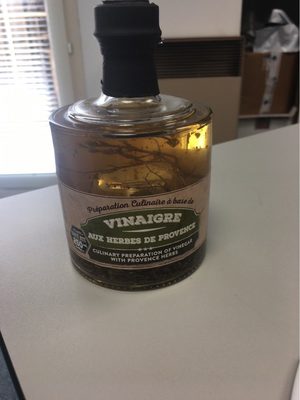 Préparation Culinaire à base de
VINAIGRE
AUX HERBES DE PROVENCE
CULINARY PREPARATION OF VINEGAR
WITH PROVENCE HERBS